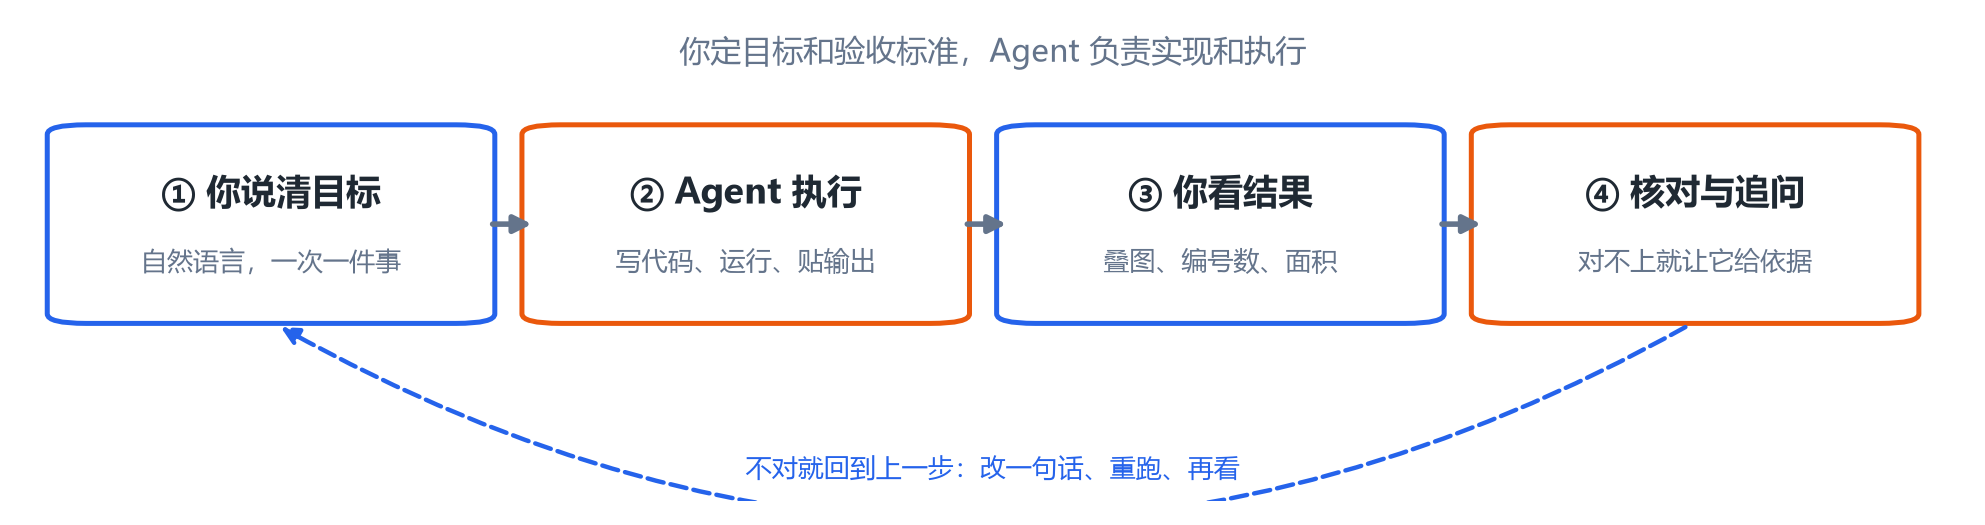 你定目标和验收标准，Agent 负责实现和执行
① 你说清目标
自然语言，一次一件事
② Agent 执行
写代码、运行、贴输出
③ 你看结果
叠图、编号数、面积
④ 核对与追问
对不上就让它给依据
不对就回到上一步：改一句话、重跑、再看